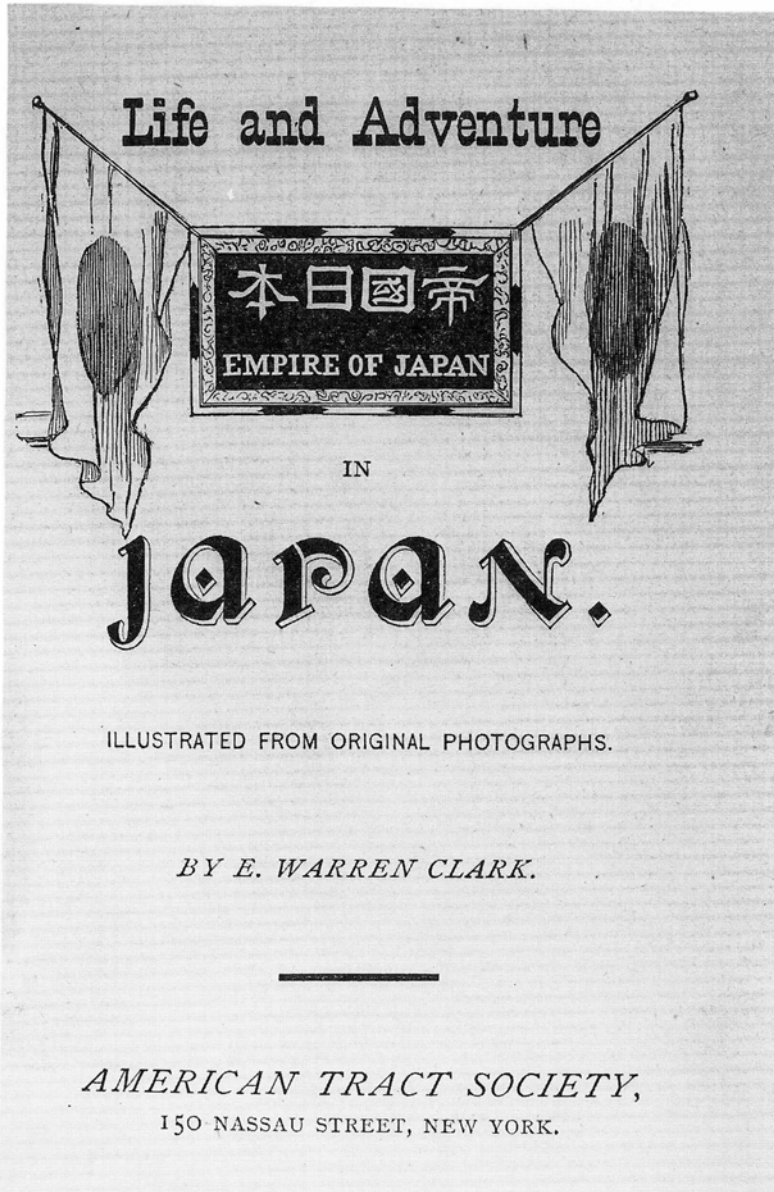 Life and Adventure
本日國帝
EMPIRE OF JAPAN
IN
JAPAN.
ILLUSTRATED FROM ORIGINAL PHOTOGRAPHS.
BY E. WARREN CLARK.
AMERICAN TRACT SOCIETY,
150 NASSAU STREET, NEW YORK.